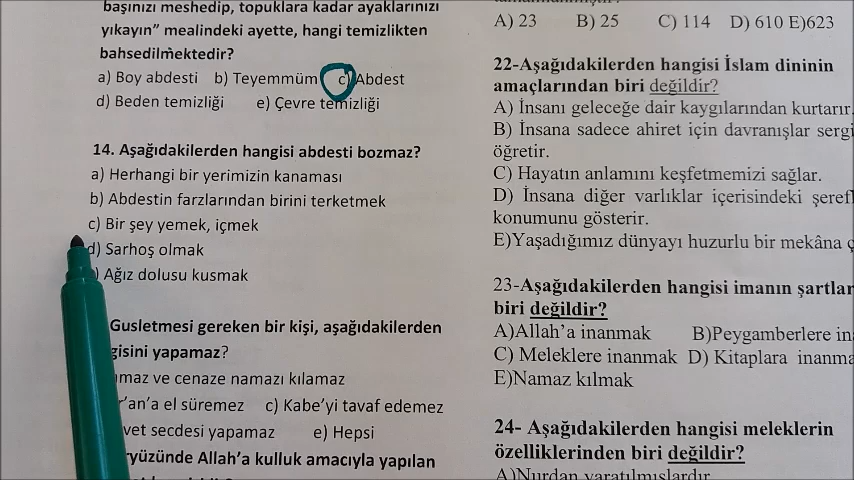 başınızı meshedip, topuklara kadar ayaklarınızı
yıkayın” mealindeki ayette, hangi temizlikten
bahsedilmektedir?
a) Boy abdesti b) Teyemmüm c) Abdest
d) Beden temizliği e) Çevre temizliği
14. Aşağıdakilerden hangisi abdesti bozmaz?
a) Herhangi bir yerimizin kanaması
b) Abdestin farzlarından birini terketmek
c) Bir şey yemek, içmek
d) Sarhoş olmak
) Ağız dolusu kusmak
Gusletmesi gereken bir kişi, aşağıdakilerden
gisini yapamaz?
maz ve cenaze namazı kılamaz
r’an’a el süremez c) Kabe’yi tavaf edemez
vet secdesi yapamaz e) Hepsi
ryüzünde Allah’a kulluk amacıyla yapılan
A) 23 B) 25 C) 114 D) 610 E)623
22-Aşağıdakilerden hangisi İslam dininin
amaçlarından biri değildir?
A) İnsanı geleceğe dair kaygılarından kurtarır.
B) İnsana sadece ahiret için davranışlar sergi
öğretir.
C) Hayatın anlamını keşfetmemizi sağlar.
D) İnsana diğer varlıklar içerisindeki şerefl
konumunu gösterir.
E)Yaşadığımız dünyayı huzurlu bir mekâna ç
23-Aşağıdakilerden hangisi imanın şartlar
biri değildir?
A)Allah’a inanmak B)Peygamberlere in
C) Meleklere inanmak D) Kitaplara inanma
E)Namaz kılmak
24- Aşağıdakilerden hangisi meleklerin
özelliklerinden biri değildir?
A)Nurdan yaratılmışlardır